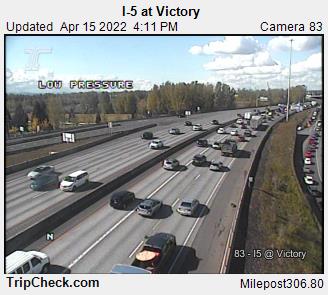 I-5 at Victory
Updated Apr 15 2022 4:11 PM Camera 83
LOW PRESSURE
N
83 - I5 @ Victory
TripCheck.com Milepost306.80